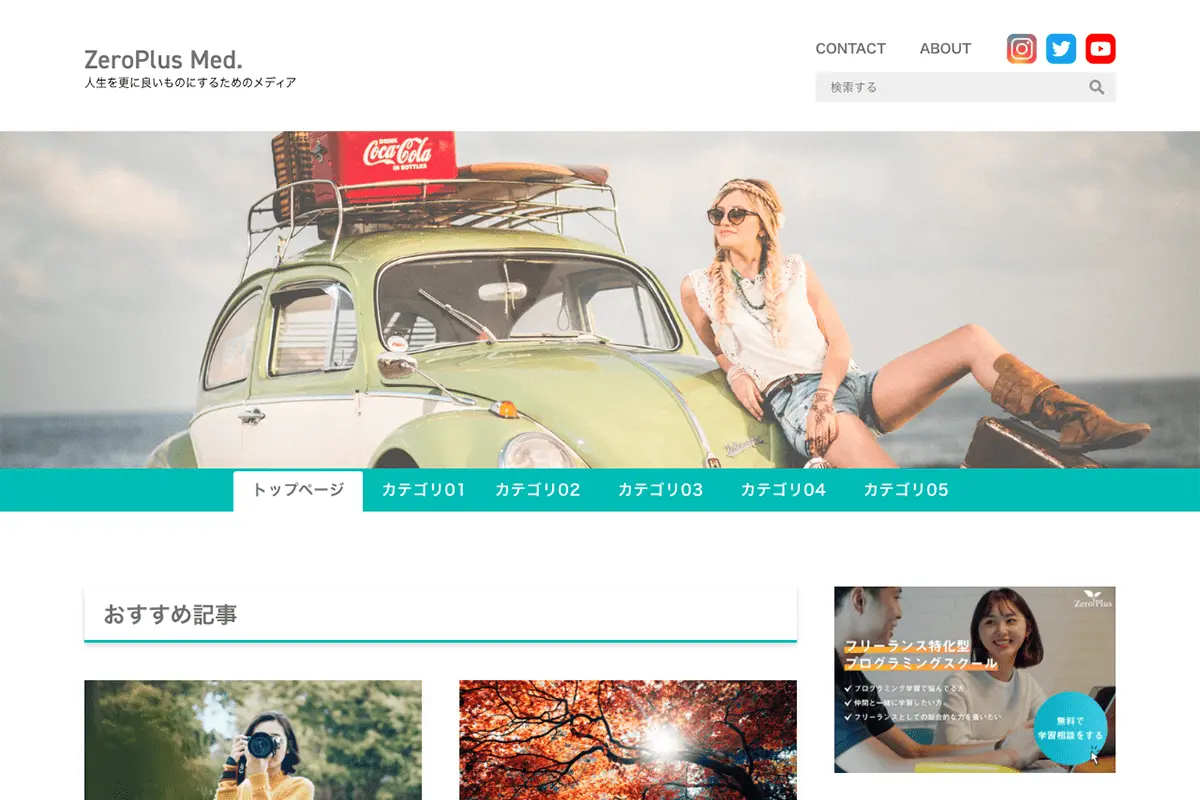 ZeroPlus Med.
人生を更に良いものにするためのメディア
CONTACT ABOUT
検索する
DRINK
Coca-Cola
IN BOTTLES
トップページ カテゴリ01 カテゴリ02 カテゴリ03 カテゴリ04 カテゴリ05
おすすめ記事
ZeroPlus
フリーランス特化型
プログラミングスクール
プログラミング学習で悩んでる方
仲間と一緒に学習したい方
フリーランスとしての総合的な力を養いたい
無料で
学習相談をする